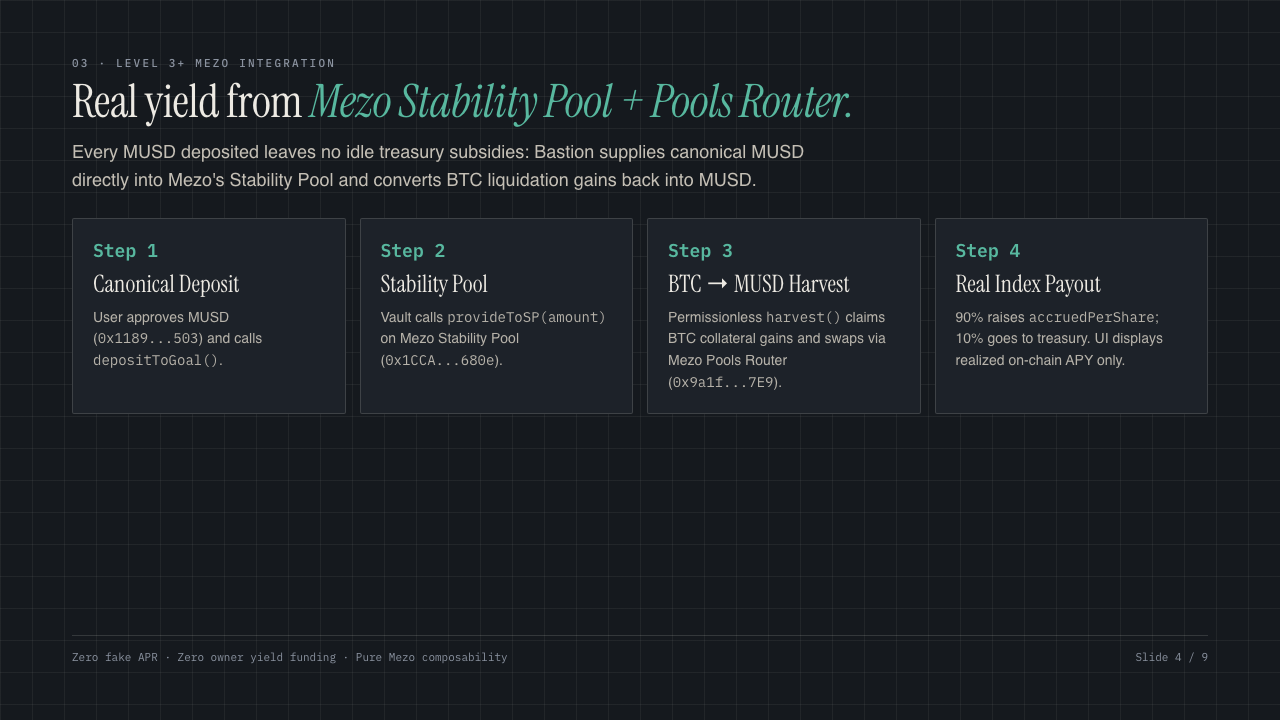 03 · LEVEL 3+ MEZO INTEGRATION
Real yield from Mezo Stability Pool + Pools Router.
Every MUSD deposited leaves no idle treasury subsidies: Bastion supplies canonical MUSD
directly into Mezo's Stability Pool and converts BTC liquidation gains back into MUSD.
Step 1
Canonical Deposit
User approves MUSD
(0x1189...503) and calls
depositToGoal().
Step 2
Stability Pool
Vault calls provideToSP(amount)
on Mezo Stability Pool
(0x1CCA...680e).
Step 3
BTC → MUSD Harvest
Permissionless harvest() claims
BTC collateral gains and swaps via
Mezo Pools Router
(0x9a1f...7E9).
Step 4
Real Index Payout
90% raises accruedPerShare;
10% goes to treasury. UI displays
realized on-chain APY only.
Zero fake APR · Zero owner yield funding · Pure Mezo composability
Slide 4 / 9